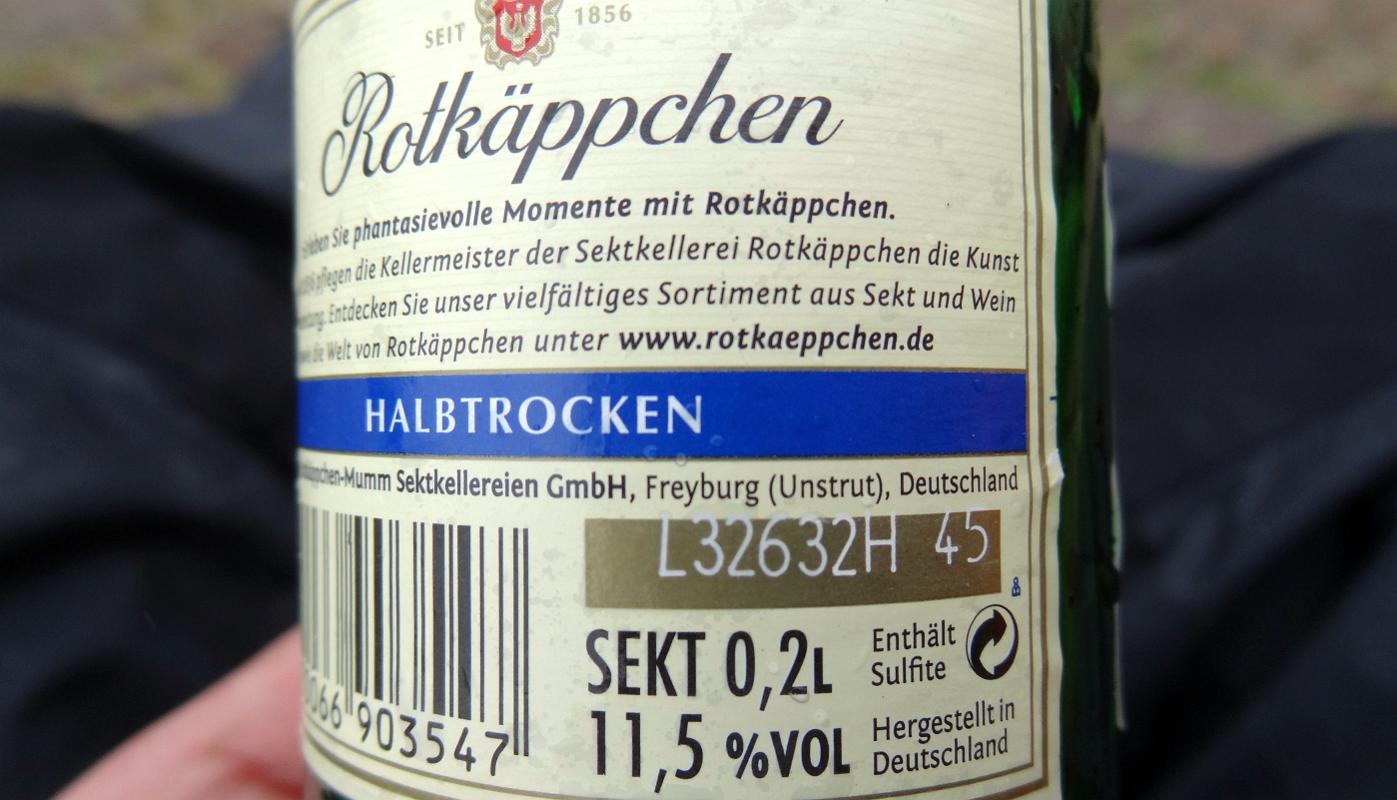 SEIT 1856
Rotkäppchen
Sie phantasievolle Momente mit Rotkäppchen.
pflegen die Kellermeister der Sektkellerei Rotkäppchen die Kunst
Entdecken Sie unser vielfältiges Sortiment aus Sekt und Wein
die Welt von Rotkäppchen unter www.rotkaeppchen.de
HALBTROCKEN
Sektkellereien GmbH, Freyburg (Unstrut), Deutschland
L32632H 45
SEKT 0,2L
11,5 %VOL
Enthält
Sulfite
Hergestellt in
Deutschland
066 903547